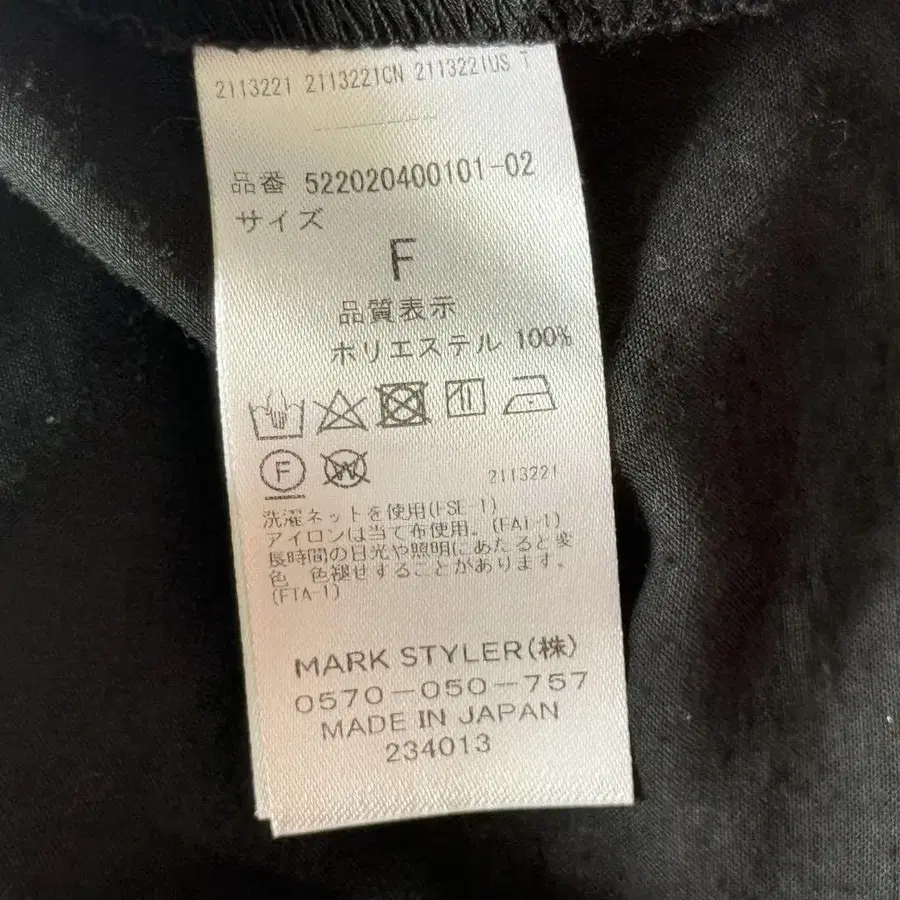 2113221 2113221CN 2113221US T
品番 522020400101-02
サイズ
F
品質表示
ポリエステル 100%
F
W
2113221
洗濯ネットを使用(FSE-1)
アイロンは当て布使用。(FAI-1)
長時間の日光や照明にあたると変
色 色褪せすることがあります。
(FTA-1)
MARK STYLER(株)
0570-050-757
MADE IN JAPAN
234013